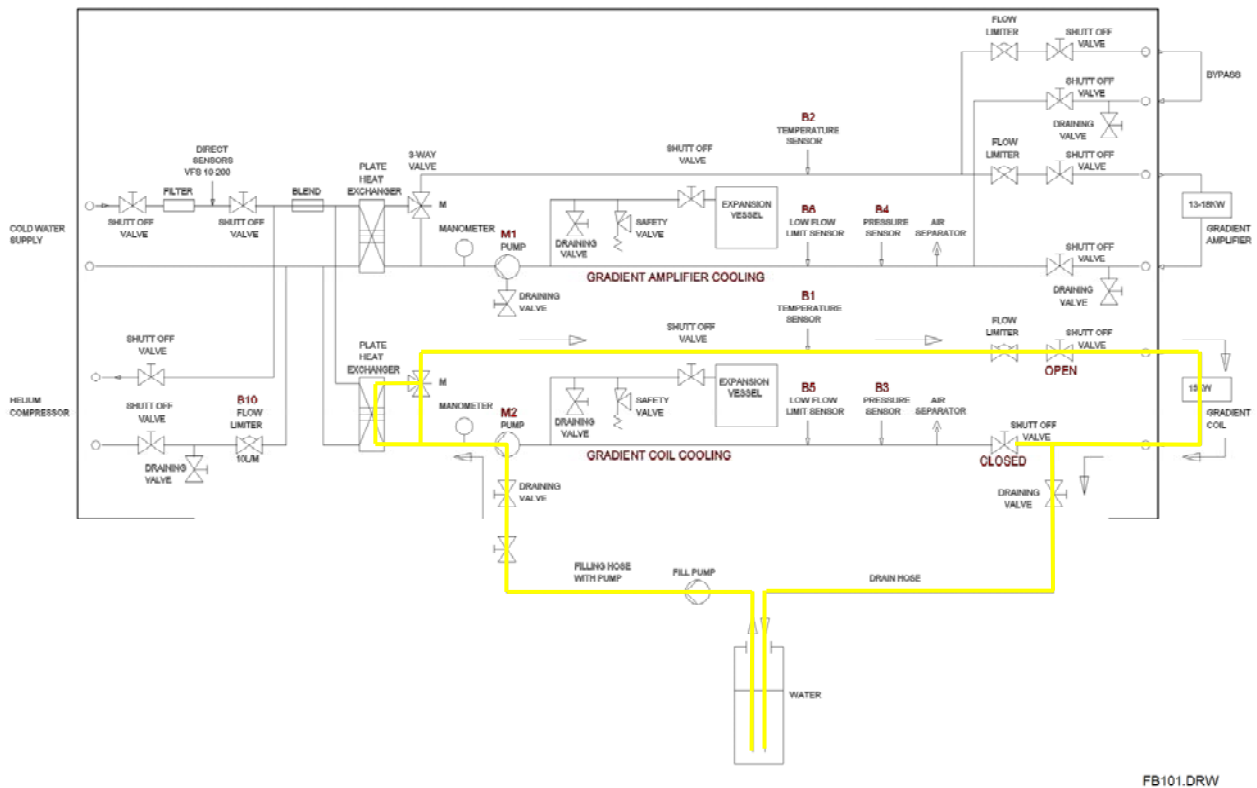 FLOW
LIMITER
SHUTT OFF
VALVE
BYPASS
SHUTT OFF
VALVE
DRAINING
VALVE
B2
TEMPERATURE
SENSOR
DIRECT
SENSORS
VFS 10 200
3-WAY
VALVE
SHUTT OFF
VALVE
FLOW
LIMITER
SHUTT OFF
VALVE
PLATE
HEAT
EXCHANGER
FILTER
BLEND
M
EXPANSION
VESSEL
13-18KW
SHUTT OFF
VALVE
SHUTT OFF
VALVE
COLD WATER
SUPPLY
MANOMETER
M1
PUMP
DRAINING
VALVE
SAFETY
VALVE
B6
LOW FLOW
LIMIT SENSOR
B4
PRESSURE
SENSOR
AIR
SEPARATOR
SHUTT OFF
VALVE
GRADIENT
AMPLIFIER
GRADIENT AMPLIFIER COOLING
DRAINING
VALVE
DRAINING
VALVE
B1
TEMPERATURE
SENSOR
SHUTT OFF
VALVE
FLOW
LIMITER
SHUTT OFF
VALVE
SHUTT OFF
VALVE
PLATE
HEAT
EXCHANGER
OPEN
M
EXPANSION
VESSEL
HELIUM
COMPRESSOR
SHUTT OFF
VALVE
B10
FLOW
LIMITER
10L/M
MANOMETER
M2
PUMP
DRAINING
VALVE
SAFETY
VALVE
B5
LOW FLOW
LIMIT SENSOR
B3
PRESSURE
SENSOR
AIR
SEPARATOR
SHUTT OFF
VALVE
GRADIENT
COIL
GRADIENT COIL COOLING
CLOSED
DRAINING
VALVE
DRAINING
VALVE
DRAINING
VALVE
FILLING HOSE
WITH PUMP
FILL PUMP
DRAIN HOSE
WATER
FB101.DRW